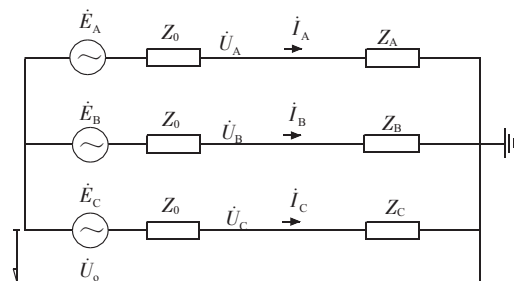 Ė_A Z_0 U̇_A İ_A Z_A
Ė_B Z_0 U̇_B İ_B Z_B
Ė_C Z_0 U̇_C İ_C Z_C
U̇_o